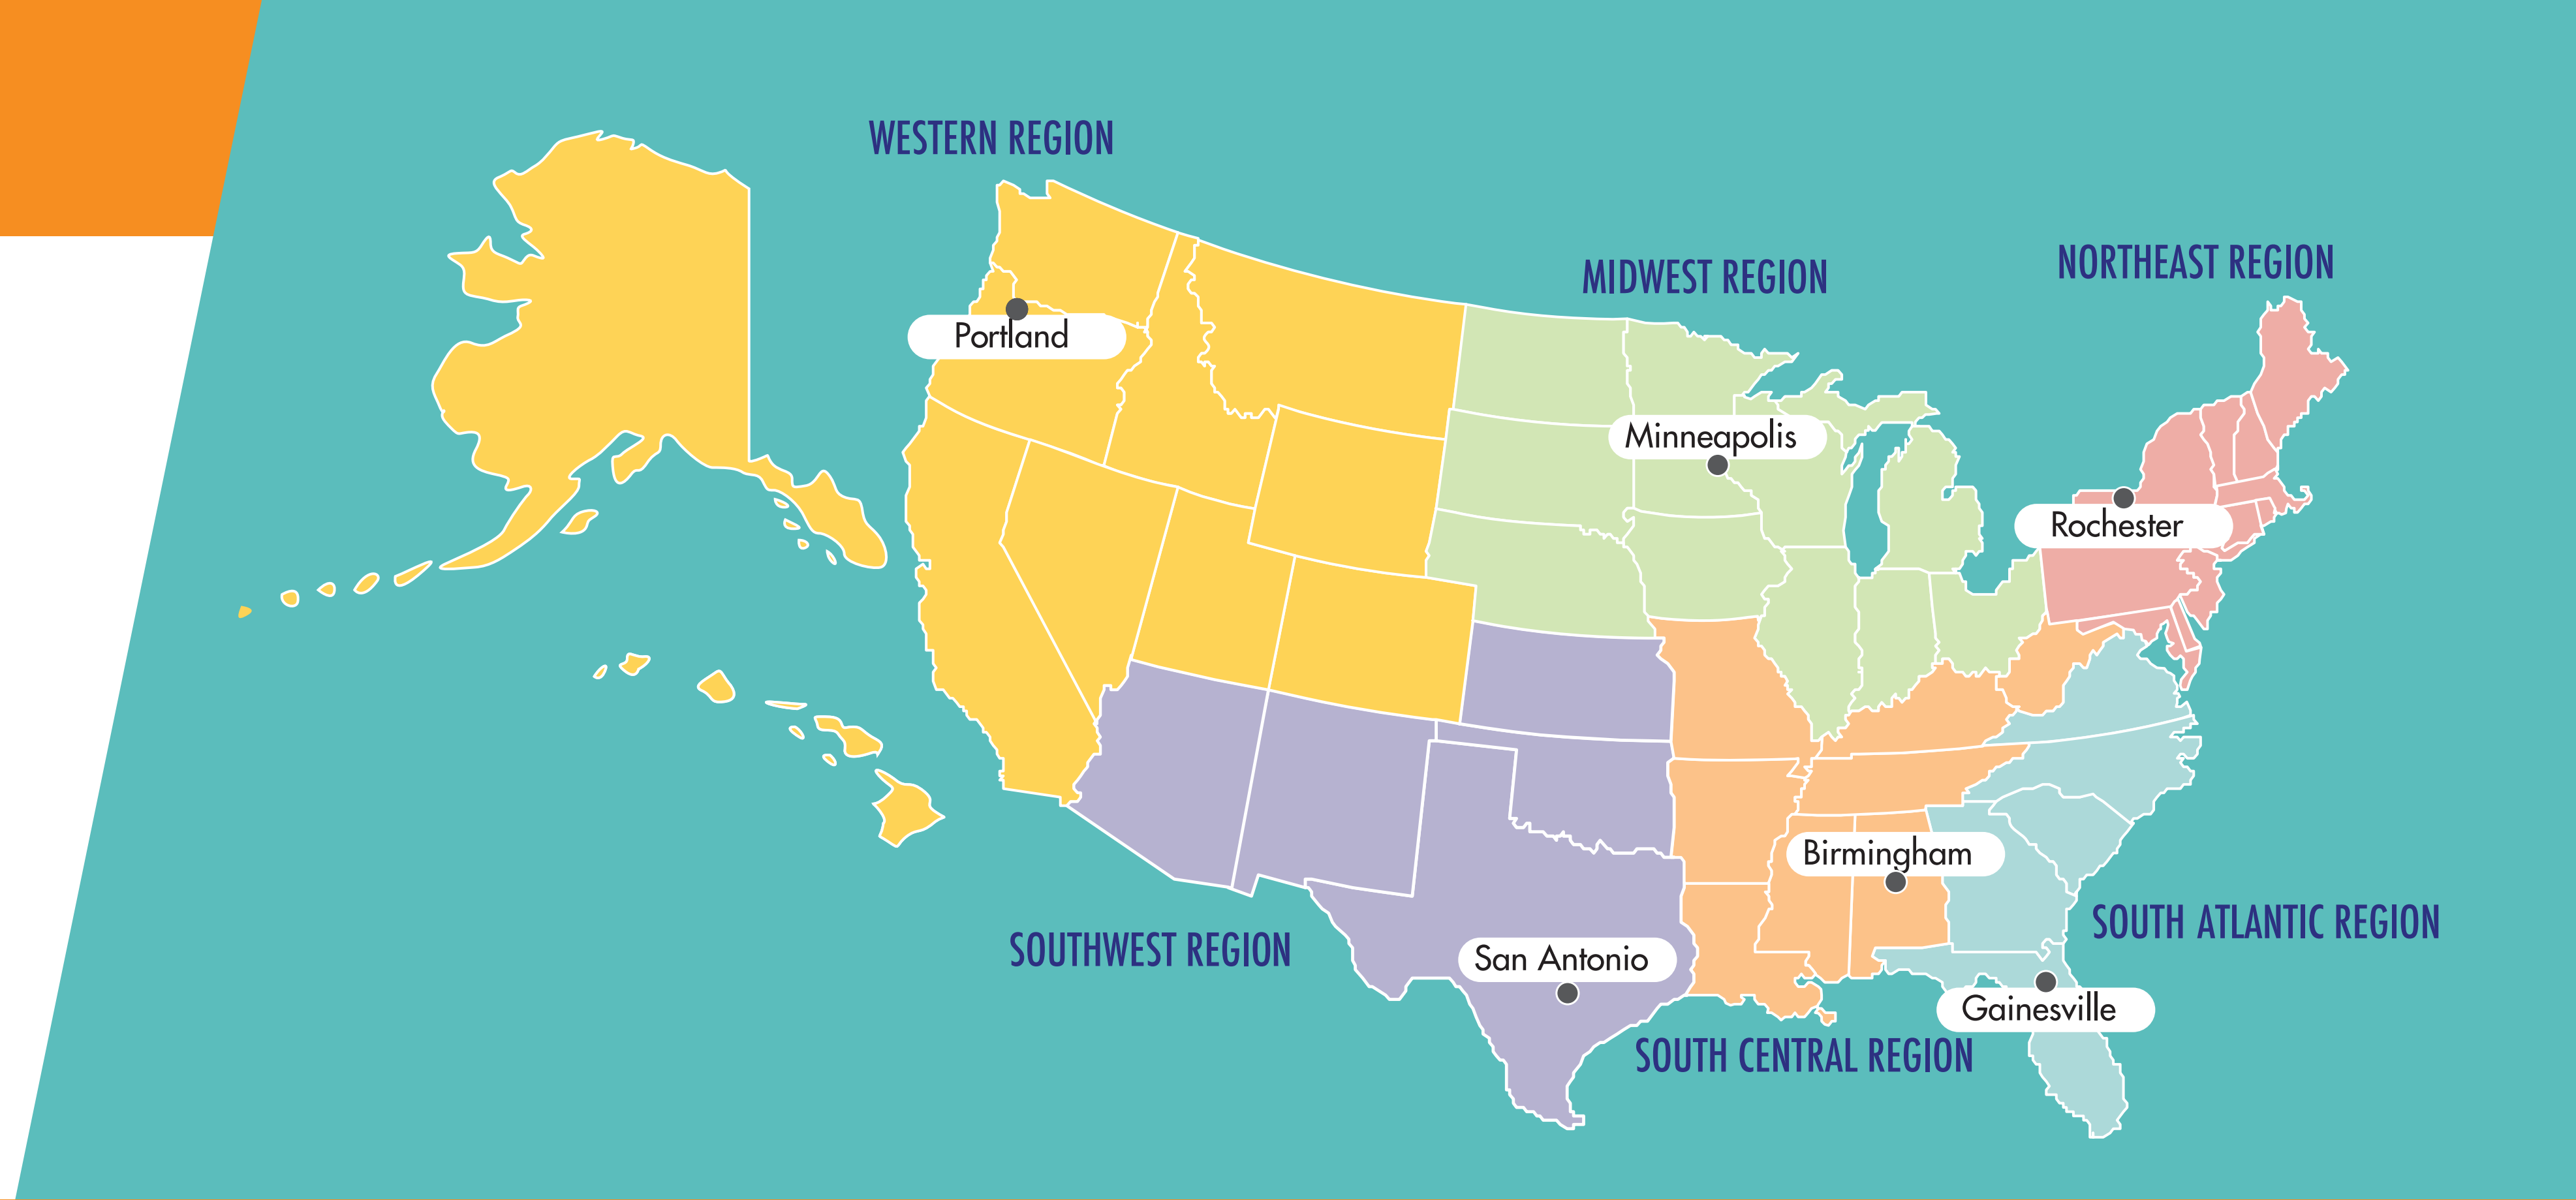 WESTERN REGION
MIDWEST REGION
NORTHEAST REGION
Portland
Minneapolis
Rochester
Birmingham
SOUTH ATLANTIC REGION
SOUTHWEST REGION
San Antonio
Gainesville
SOUTH CENTRAL REGION